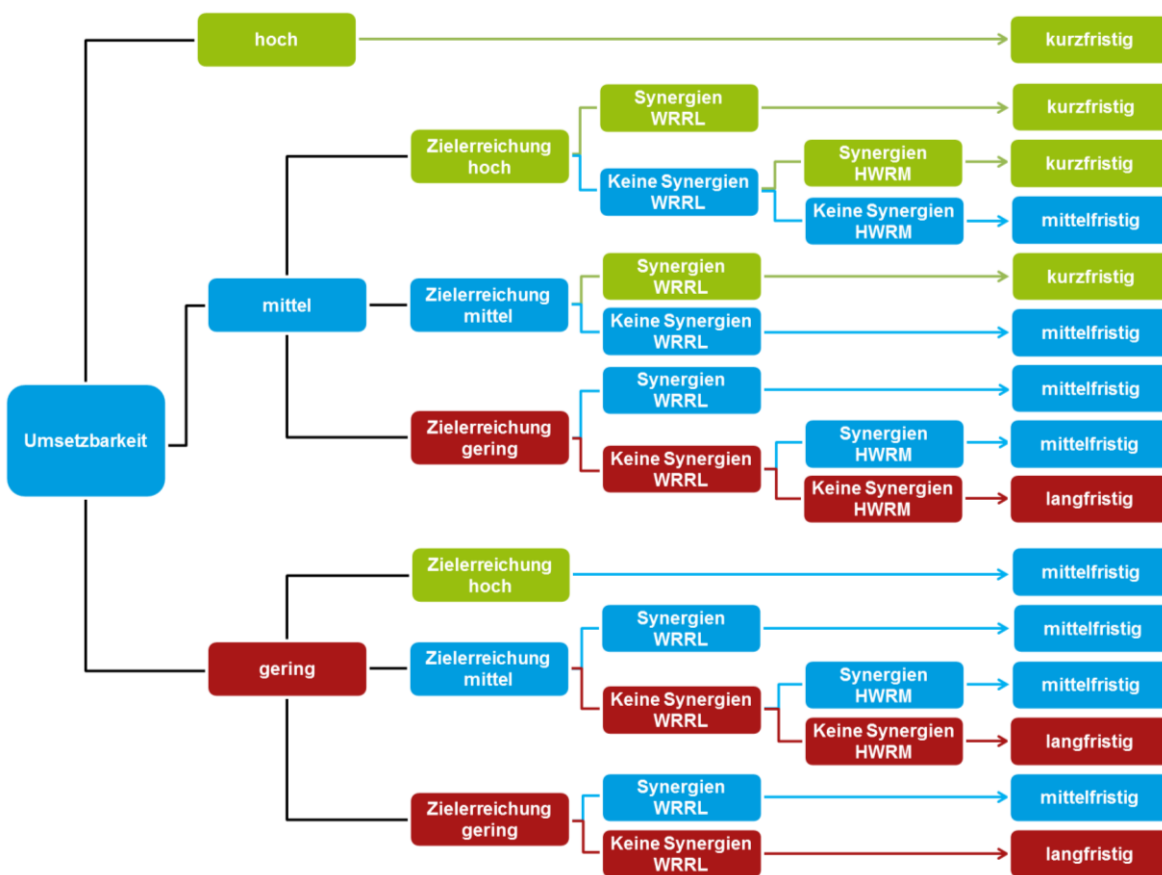 hoch
kurzfristig
Synergien
WRRL
kurzfristig
Zielerreichung
hoch
Synergien
HWRM
kurzfristig
Keine Synergien
WRRL
Keine Synergien
HWRM
mittelfristig
Synergien
WRRL
kurzfristig
mittel
Zielerreichung
mittel
Keine Synergien
WRRL
mittelfristig
Synergien
WRRL
mittelfristig
Umsetzbarkeit
Zielerreichung
gering
Synergien
HWRM
mittelfristig
Keine Synergien
WRRL
Keine Synergien
HWRM
langfristig
Zielerreichung
hoch
mittelfristig
Synergien
WRRL
mittelfristig
gering
Zielerreichung
mittel
Synergien
HWRM
mittelfristig
Keine Synergien
WRRL
Keine Synergien
HWRM
langfristig
Synergien
WRRL
mittelfristig
Zielerreichung
gering
Keine Synergien
WRRL
langfristig